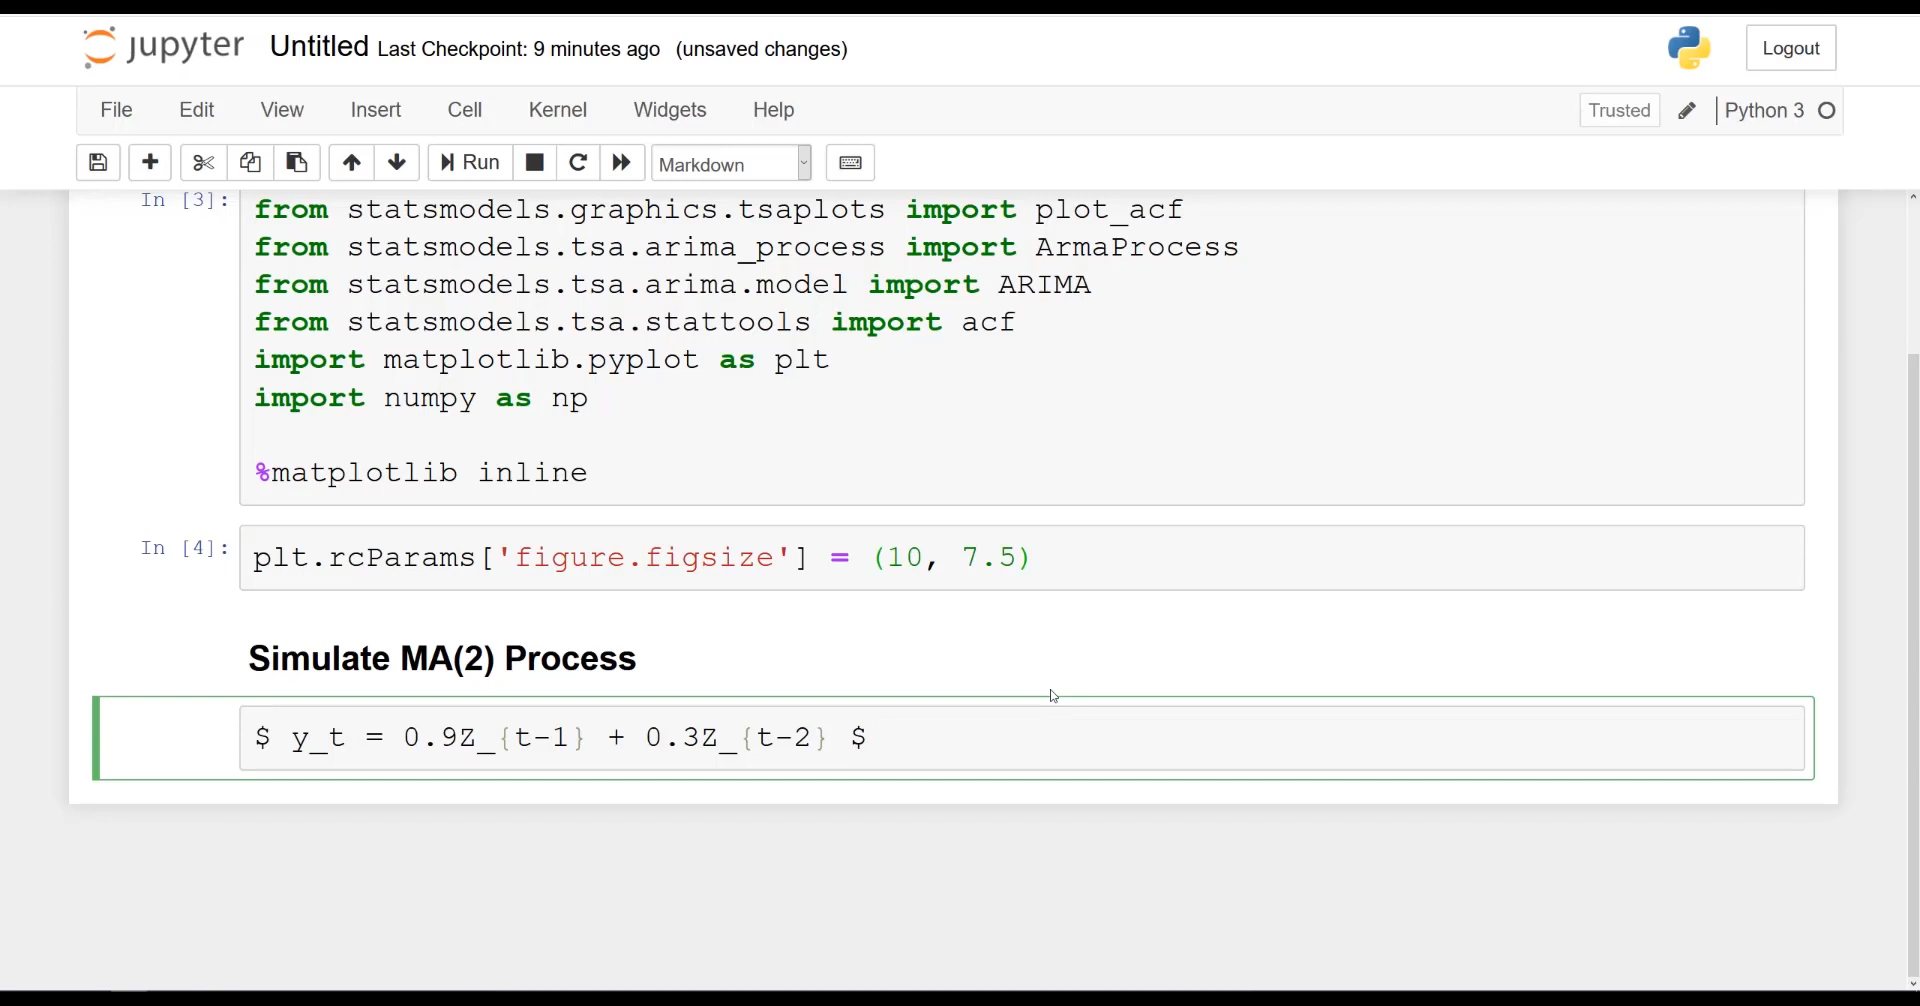 jupyter Untitled Last Checkpoint: 9 minutes ago (unsaved changes) Logout
File Edit View Insert Cell Kernel Widgets Help Trusted Python 3
Run Markdown
In [3]:
from statsmodels.graphics.tsaplots import plot_acf
from statsmodels.tsa.arima_process import ArmaProcess
from statsmodels.tsa.arima.model import ARIMA
from statsmodels.tsa.stattools import acf
import matplotlib.pyplot as plt
import numpy as np
%matplotlib inline
In [4]: plt.rcParams['figure.figsize'] = (10, 7.5)
Simulate MA(2) Process
$ y_t = 0.9Z_{t-1} + 0.3Z_{t-2} $